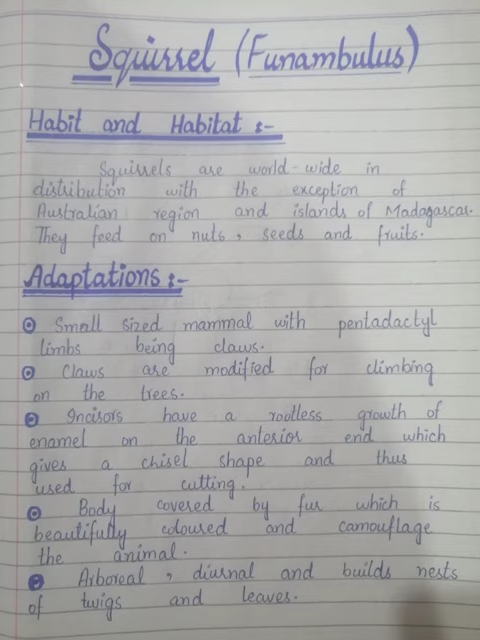 Squirrel (Funambulus)
Habit and Habitat :-
Squirrels are world-wide in
distribution with the exception of
Australian region and islands of Madagascar.
They feed on nuts, seeds and fruits.
Adaptations :-
Small sized mammal with pentadactyl
limbs being claws.
Claws are modified for climbing
on the trees.
Incisors have a rootless growth of
enamel on the anterior end which
gives a chisel shape and thus
used for cutting.
Body covered by fur which is
beautifully coloured and camouflage
the animal.
Arboreal, diurnal and builds nests
of twigs and leaves.